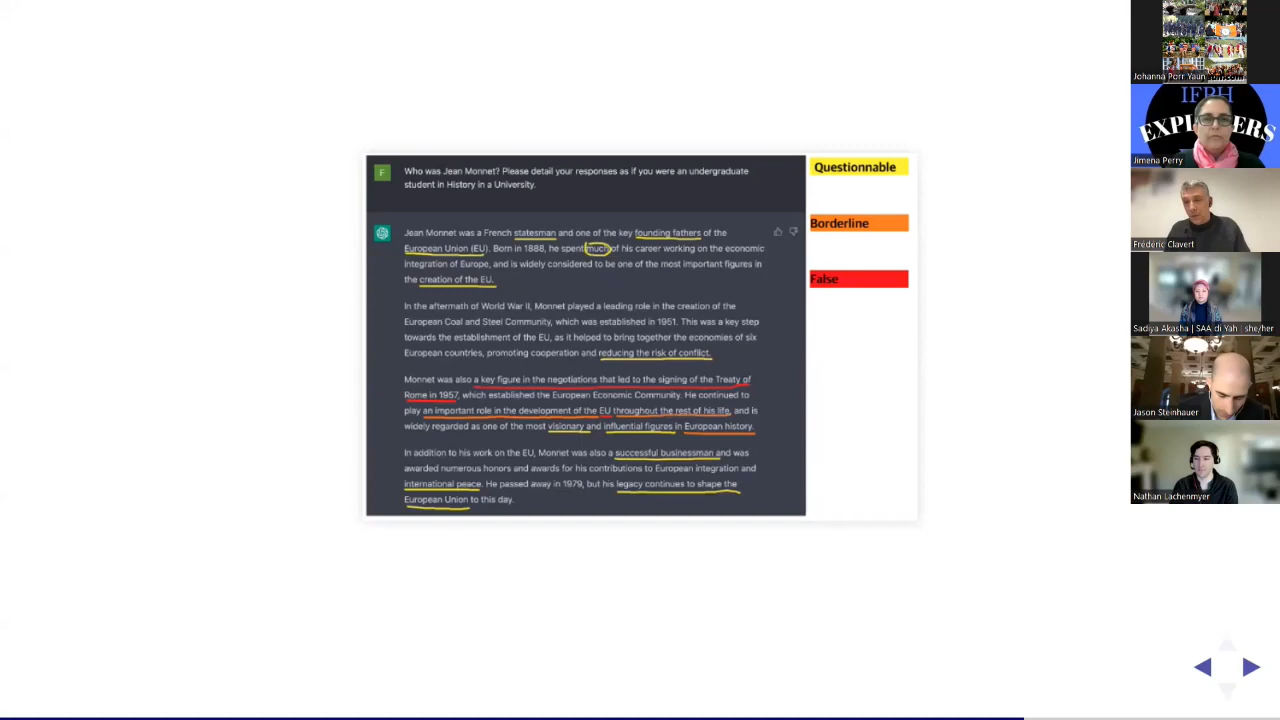 F
Who was Jean Monnet? Please detail your responses as if you were an undergraduate
student in History in a University.
Jean Monnet was a French statesman and one of the key founding fathers of the
European Union (EU). Born in 1888, he spent much of his career working on the economic
integration of Europe, and is widely considered to be one of the most important figures in
the creation of the EU.
In the aftermath of World War II, Monnet played a leading role in the creation of the
European Coal and Steel Community, which was established in 1951. This was a key step
towards the establishment of the EU, as it helped to bring together the economies of six
European countries, promoting cooperation and reducing the risk of conflict.
Monnet was also a key figure in the negotiations that led to the signing of the Treaty of
Rome in 1957, which established the European Economic Community. He continued to
play an important role in the development of the EU throughout the rest of his life, and is
widely regarded as one of the most visionary and influential figures in European history.
In addition to his work on the EU, Monnet was also a successful businessman and was
awarded numerous honors and awards for his contributions to European integration and
international peace. He passed away in 1979, but his legacy continues to shape the
European Union to this day.
Questionnable
Borderline
False
Johanna Porr Yaun
IFPH
EXPLORERS
Jimena Perry
Frédéric Clavert
Sadiya Akasha | SAA di Yah | she/her
Jason Steinhauer
Nathan Lachenmyer